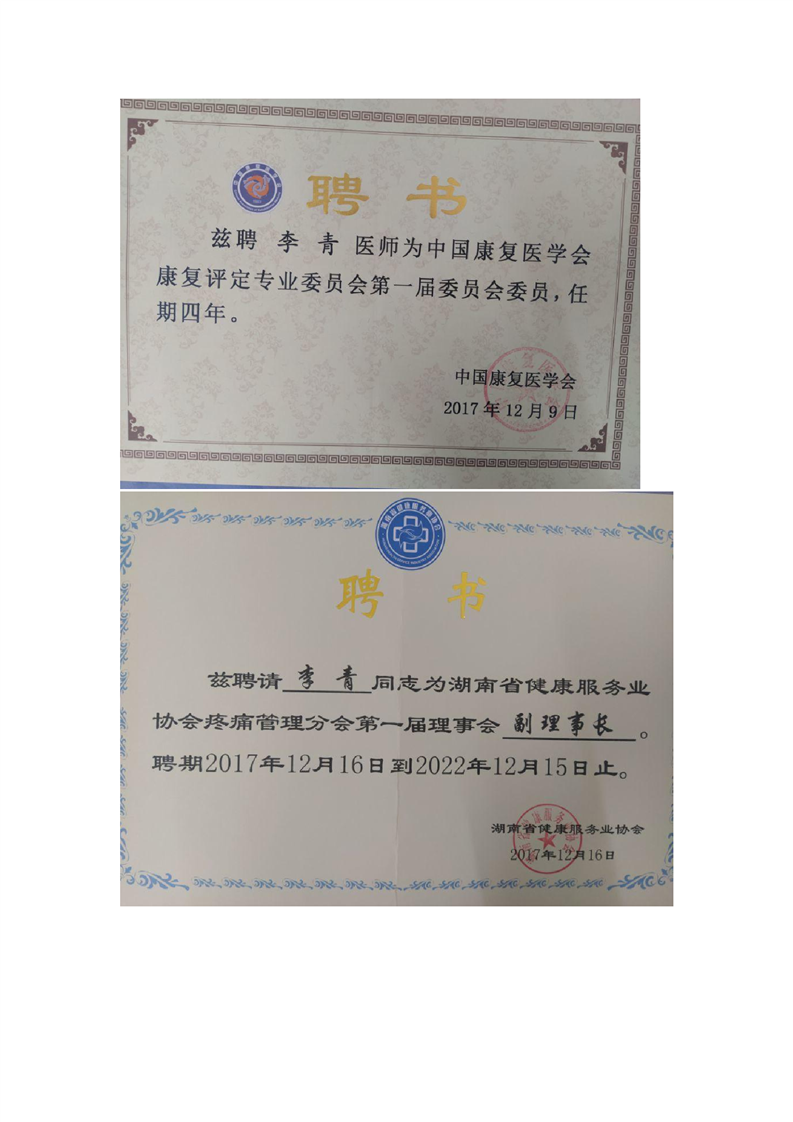 聘 书
兹聘 李 青 医师为中国康复医学会
康复评定专业委员会第一届委员会委员，任
期四年。
中国康复医学会
2017年12月9日
聘 书
兹聘请 李 青 同志为湖南省健康服务业
协会疼痛管理分会第一届理事会 副理事长 。
聘期2017年12月16日到2022年12月15日止。
湖南省健康服务业协会
2017年12月16日